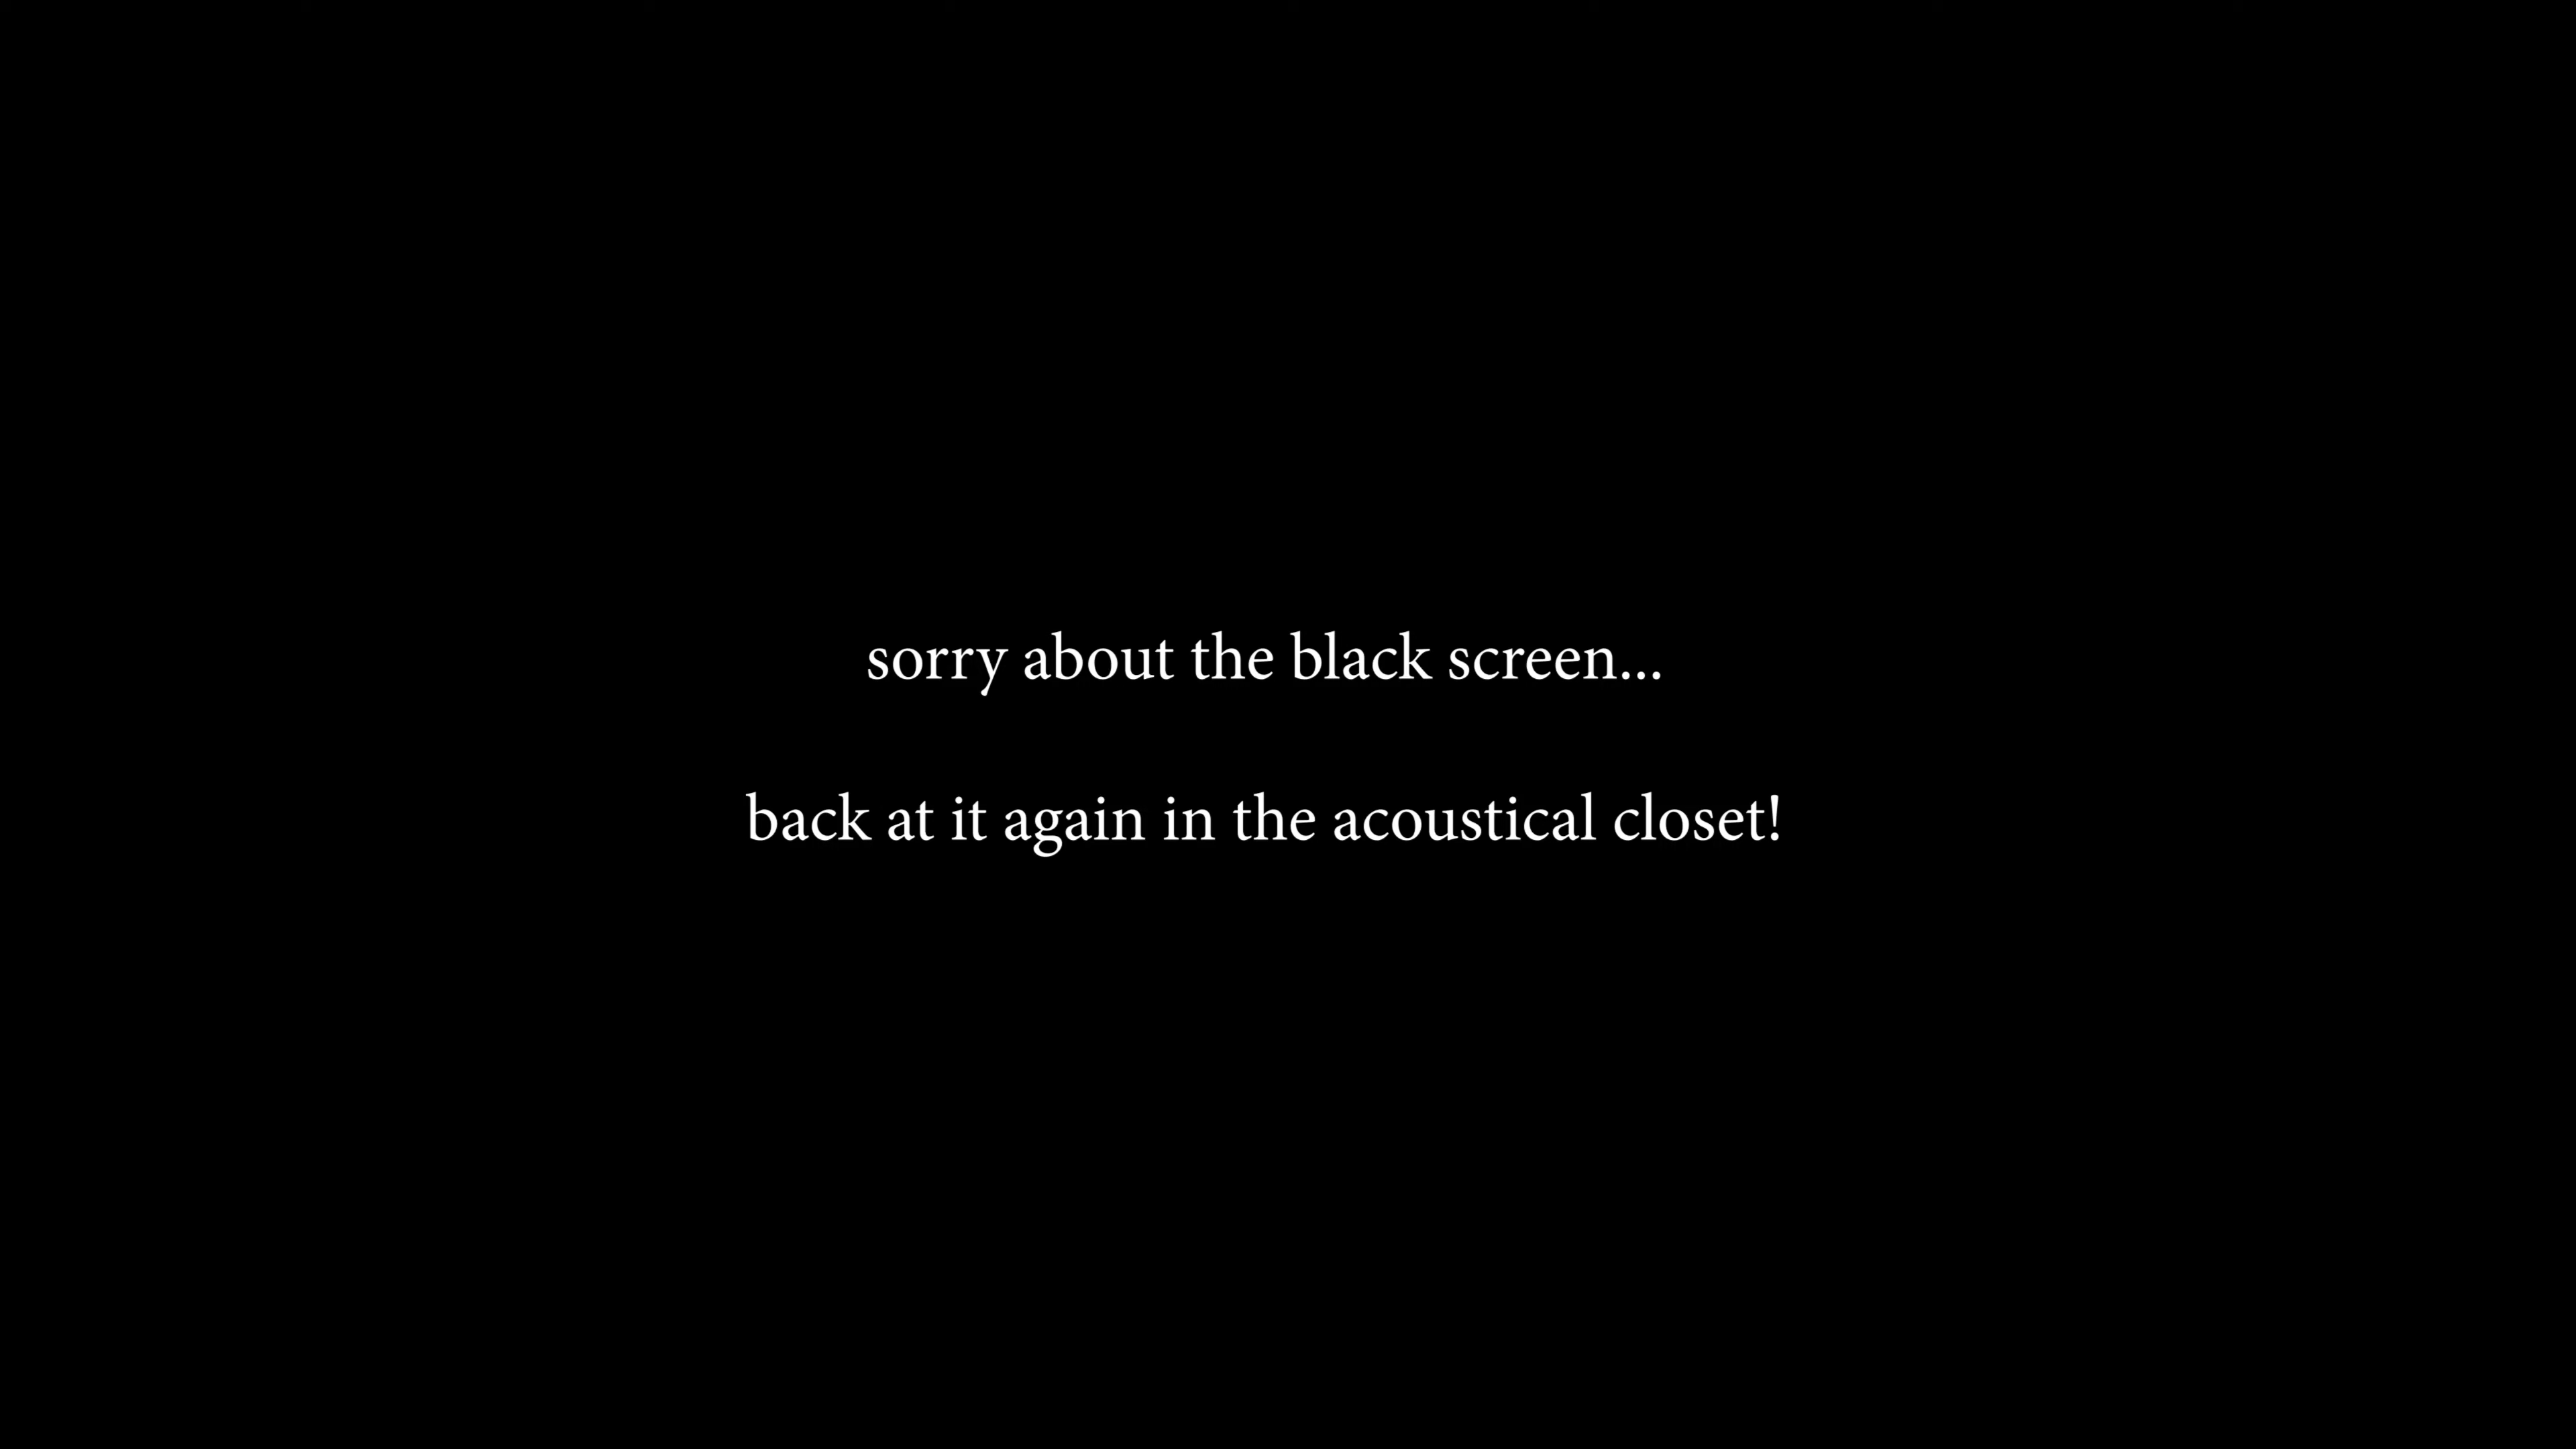 sorry about the black screen...
back at it again in the acoustical closet!